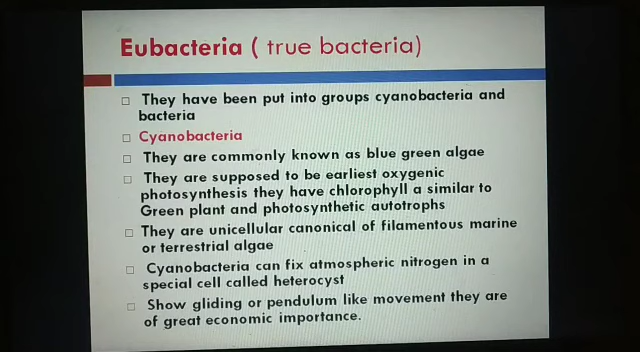 Eubacteria ( true bacteria)
They have been put into groups cyanobacteria and
bacteria
Cyanobacteria
They are commonly known as blue green algae
They are supposed to be earliest oxygenic
photosynthesis they have chlorophyll a similar to
Green plant and photosynthetic autotrophs
They are unicellular canonical of filamentous marine
or terrestrial algae
Cyanobacteria can fix atmospheric nitrogen in a
special cell called heterocyst
Show gliding or pendulum like movement they are
of great economic importance.